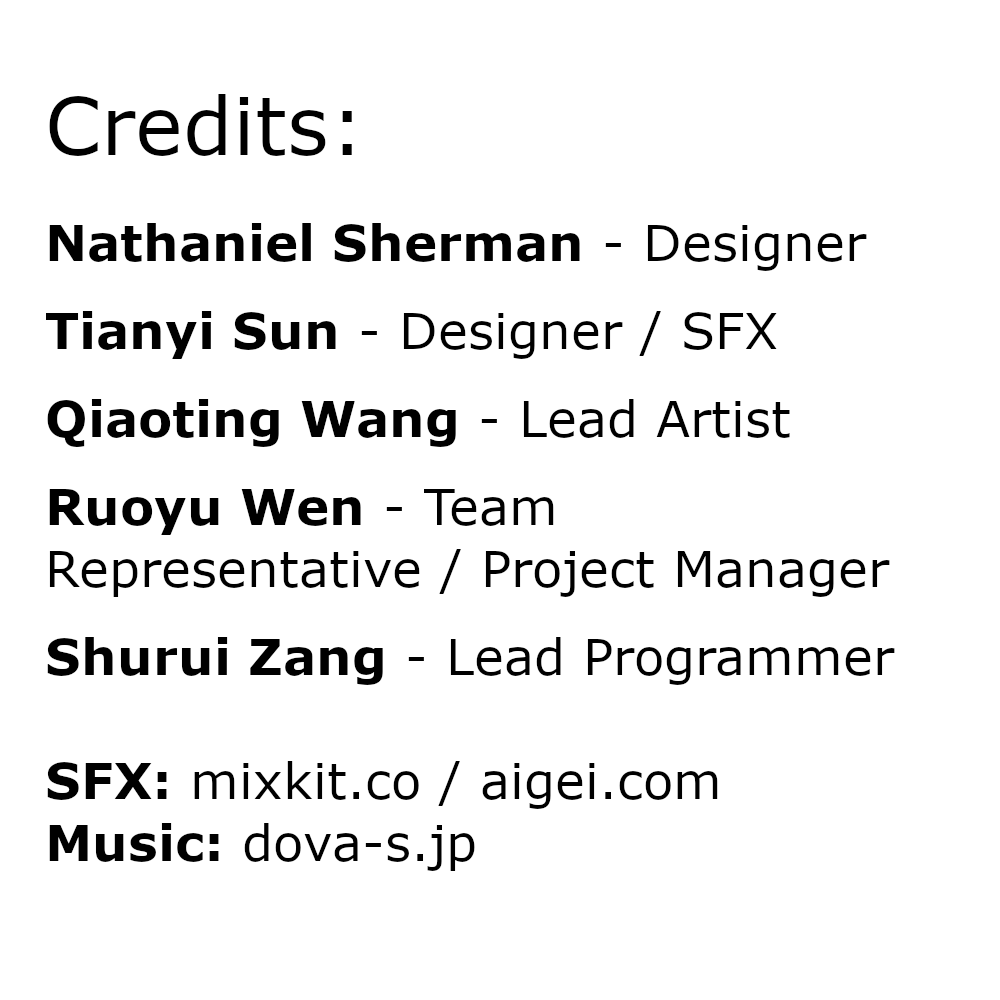 Credits:
Nathaniel Sherman - Designer
Tianyi Sun - Designer / SFX
Qiaoting Wang - Lead Artist
Ruoyu Wen - Team
Representative / Project Manager
Shurui Zang - Lead Programmer
SFX: mixkit.co / aigei.com
Music: dova-s.jp